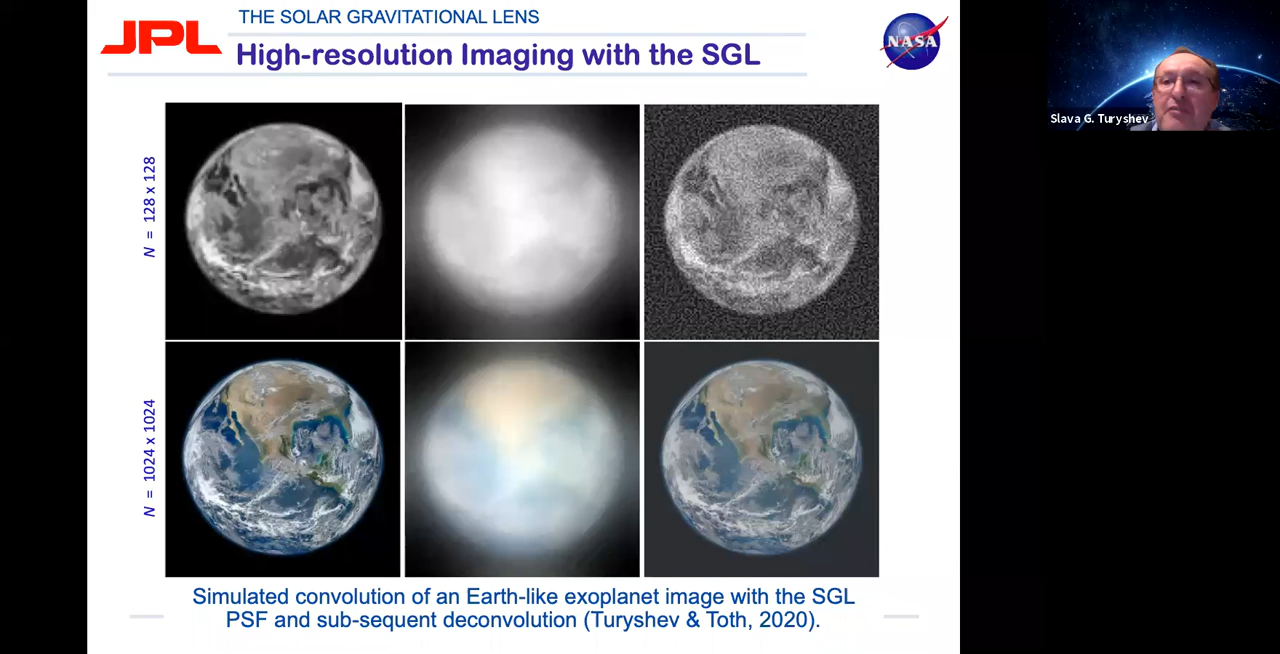 JPL
THE SOLAR GRAVITATIONAL LENS
High-resolution Imaging with the SGL
NASA
Slava G. Turyshev
N = 128 x 128
N = 1024 x 1024
Simulated convolution of an Earth-like exoplanet image with the SGL
PSF and sub-sequent deconvolution (Turyshev & Toth, 2020).